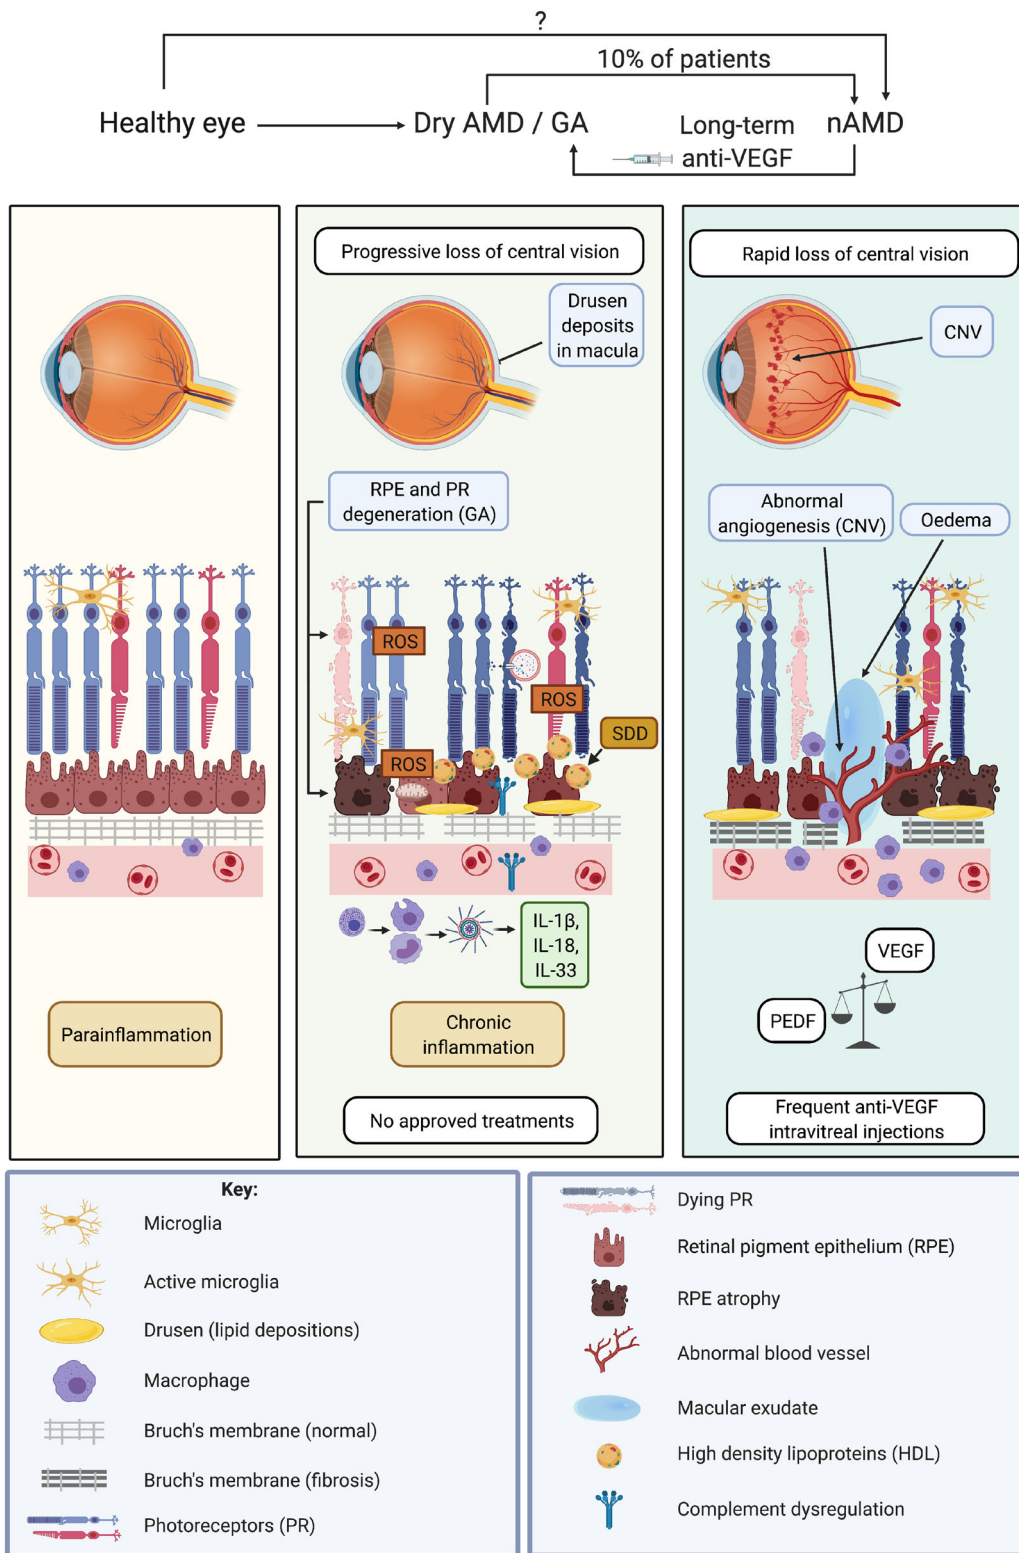 ?
10% of patients
Healthy eye
Dry AMD / GA
Long-term
anti-VEGF
nAMD
Progressive loss of central vision
Drusen
deposits
in macula
RPE and PR
degeneration (GA)
ROS
ROS
ROS
SDD
IL-1β,
IL-18,
IL-33
Rapid loss of central vision
CNV
Abnormal
angiogenesis (CNV)
Oedema
VEGF
PEDF
Parainflammation
Chronic
inflammation
No approved treatments
Frequent anti-VEGF
intravitreal injections
Key:
Microglia
Active microglia
Drusen (lipid depositions)
Macrophage
Bruch's membrane (normal)
Bruch's membrane (fibrosis)
Photoreceptors (PR)
Dying PR
Retinal pigment epithelium (RPE)
RPE atrophy
Abnormal blood vessel
Macular exudate
High density lipoproteins (HDL)
Complement dysregulation